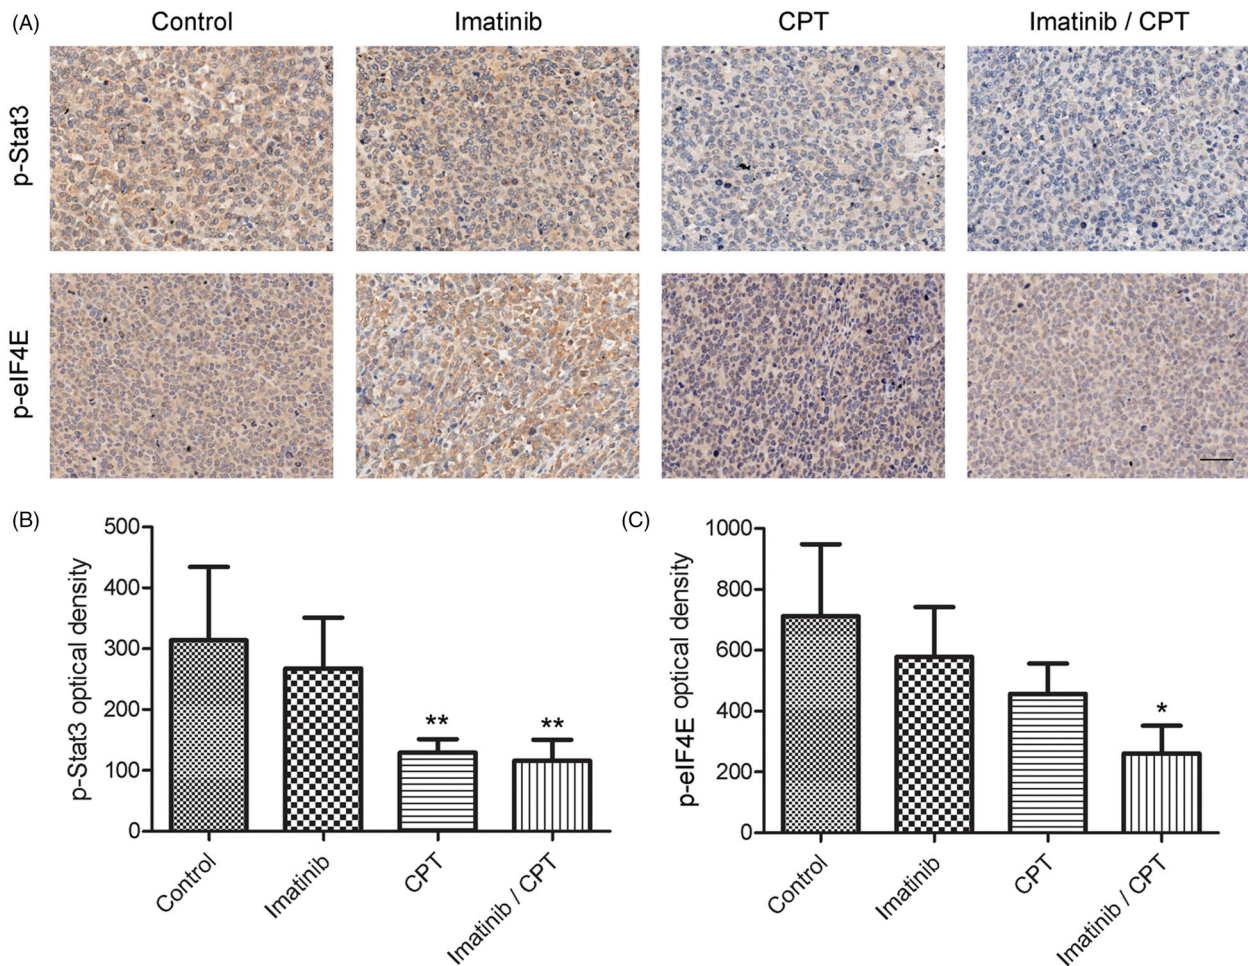 (A)
Control
Imatinib
CPT
Imatinib / CPT
p-Stat3
p-eIF4E
(B)
p-Stat3 optical density
500
400
300
200
100
0
**
**
Control
Imatinib
CPT
Imatinib / CPT
(C)
p-eIF4E optical density
1000
800
600
400
200
0
*
Control
Imatinib
CPT
Imatinib / CPT